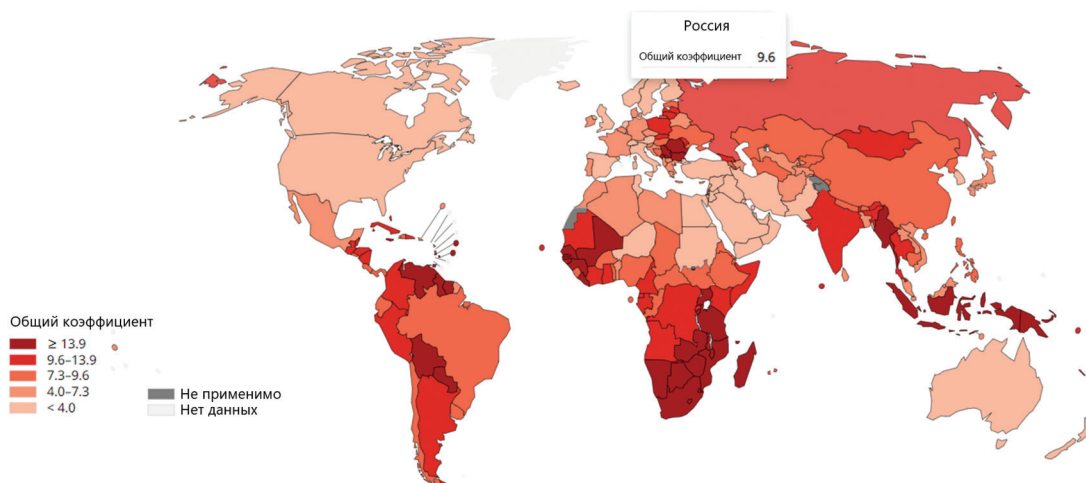 Россия
Общий коэффициент 9.6
Общий коэффициент
≥ 13.9
9.6–13.9
7.3–9.6
4.0–7.3
< 4.0
Не применимо
Нет данных